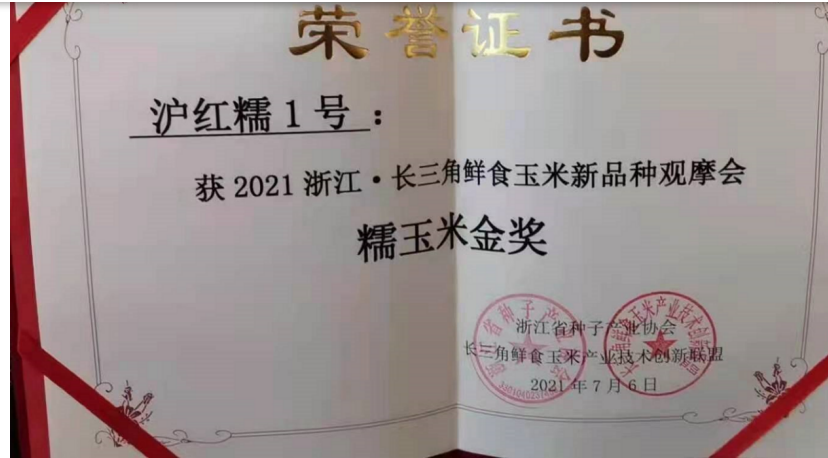 荣誉证书
沪红糯1号：
获2021浙江·长三角鲜食玉米新品种观摩会
糯玉米金奖
浙江省种子产业协会
长三角鲜食玉米产业技术创新联盟
2021年7月6日